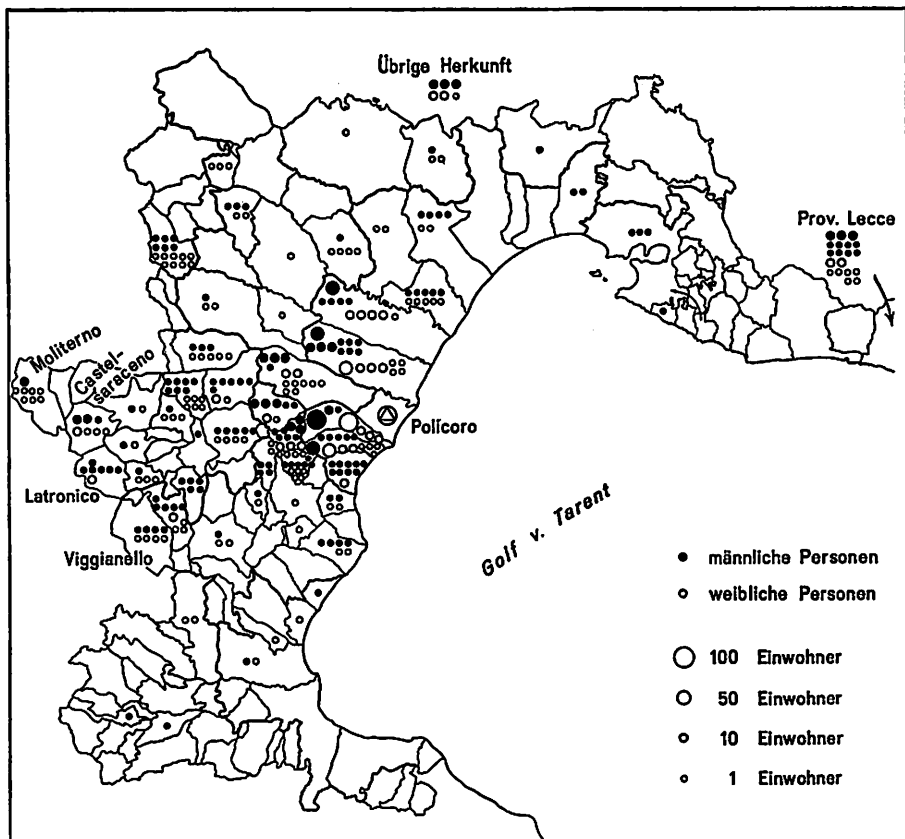 Übrige Herkunft
Prov. Lecce
Moliterno
Castel-
saraceno
Policoro
Latronico
Viggianello
Golf v. Tarent
männliche Personen
weibliche Personen
100 Einwohner
50 Einwohner
10 Einwohner
1 Einwohner